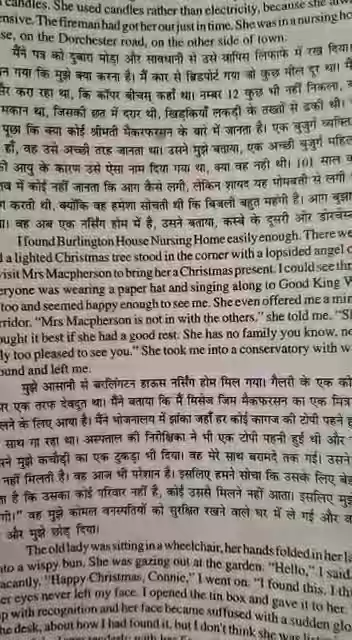 candles. She used candles rather than electricity, because she alw
ensive. The fireman had got her out just in time. She was in a nursing ho
se, on the Dorchester road, on the other side of town.
मैंने पत्र को दुबारा मोड़ा और सावधानी से उसे वापिस लिफाफे में रख दिया।
न गया कि मुझे क्या करना है। मैं कार से ब्रिडपोर्ट गया जो कुछ मील दूर था। मैं
सैर करा रहा था, कि कॉपर बीचस् कहाँ था। नम्बर 12 कुछ भी नहीं निकला,
मकान था, जिसकी छत में दरार थी, खिड़कियाँ लकड़ी के तख्तों से ढकी थी।
पूछा कि क्या कोई श्रीमती मैकफरसन के बारे में जानता है। एक बुजुर्ग व्यक्ति
हाँ, वह उसे अच्छी तरह जानता था। उसने मुझे बताया, एक अच्छी बुजुर्ग महि
की आयु के कारण उसे ऐसा नाम दिया गया था, क्या वह नहीं थी। 101 साल
व में कोई नहीं जानता कि आग कैसे लगी, लेकिन शायद यह मोमबत्ती से लगी
ग करती थी, क्योंकि वह हमेशा सोचती थी कि बिजली बहुत महंगी है। आग बुझा
ा। वह अब एक नर्सिंग होम में है, उसने बताया, कस्बे के दूसरी ओर डोरचेस्ट
I found Burlington House Nursing Home easily enough. There we
d a lighted Christmas tree stood in the corner with a lopsided angel o
visit Mrs Macpherson to bring her a Christmas present. I could see thr
eryone was wearing a paper hat and singing along to Good King W
too and seemed happy enough to see me. She even offered me a min
rridor. “Mrs Macpherson is not in with the others,” she told me. “S
ought it best if she had a good rest. She has no family you know, no
ly too pleased to see you.” She took me into a conservatory with w
ound and left me.
मुझे आसानी से बरलिंगटन हाऊस नर्सिंग होम मिल गया। गैलरी के एक को
पर एक तरफ देवदूत था। मैंने बताया कि मैं मिसेज जिम मैकफरसन का एक मित्र
लने के लिए आया है। मैंने भोजनालय में झांका जहाँ हर कोई कागज की टोपी पहने
साथ गा रहा था। अस्पताल की निरीक्षिका ने भी एक टोपी पहनी हुई थी और
सने मुझे कचौड़ी का एक टुकड़ा भी दिया। वह मेरे साथ बरामदे तक गई। उसने
नहीं मिलती है। वह आज भी परेशान है। इसलिए हमने सोचा कि उसके लिए बे
ता है कि उसका कोई परिवार नहीं है, कोई उससे मिलने नहीं आता। इसलिए मुझ
गी।” वह मुझे कोमल वनस्पतियों को सुरक्षित रखने वाले घर में ले गई और
और मुझे छोड़ दिया।
The old lady was sitting in a wheelchair, her hands folded in her la
nto a wispy bun. She was gazing out at the garden. “Hello,” I said
acantly. “Happy Christmas, Connie,” I went on. “I found this. I thi
er eyes never left my face. I opened the tin box and gave it to her.
p with recognition and her face became suffused with a sudden glo
he desk, about how I had found it, but I don't think she was